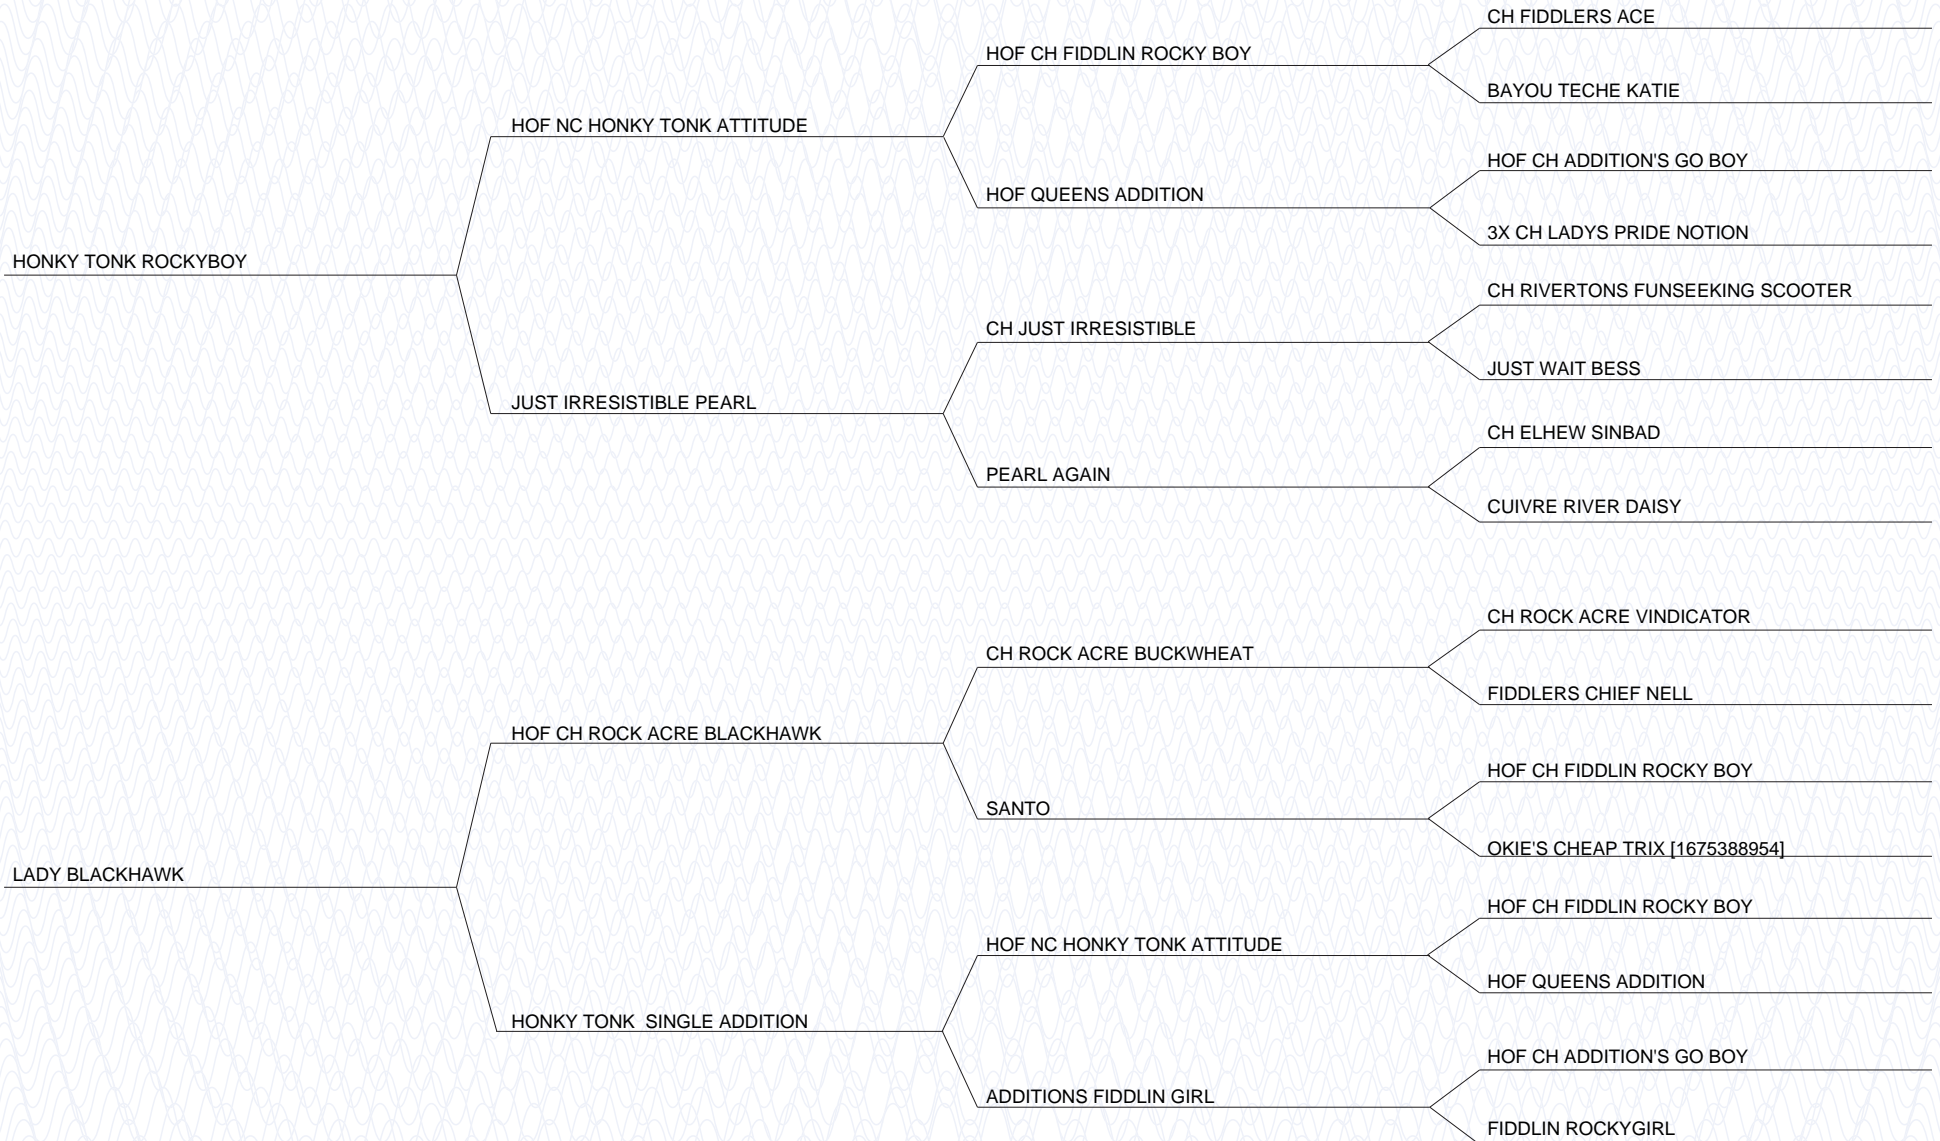 CH FIDDLERS ACE
HOF CH FIDDLIN ROCKY BOY
BAYOU TECHE KATIE
HOF NC HONKY TONK ATTITUDE
HOF CH ADDITION'S GO BOY
HOF QUEENS ADDITION
3X CH LADYS PRIDE NOTION
HONKY TONK ROCKYBOY
CH RIVERTONS FUNSEEKING SCOOTER
CH JUST IRRESISTIBLE
JUST WAIT BESS
JUST IRRESISTIBLE PEARL
CH ELHEW SINBAD
PEARL AGAIN
CUIVRE RIVER DAISY
CH ROCK ACRE VINDICATOR
CH ROCK ACRE BUCKWHEAT
FIDDLERS CHIEF NELL
HOF CH ROCK ACRE BLACKHAWK
HOF CH FIDDLIN ROCKY BOY
SANTO
OKIE'S CHEAP TRIX [1675388954]
LADY BLACKHAWK
HOF CH FIDDLIN ROCKY BOY
HOF NC HONKY TONK ATTITUDE
HOF QUEENS ADDITION
HONKY TONK  SINGLE ADDITION
HOF CH ADDITION'S GO BOY
ADDITIONS FIDDLIN GIRL
FIDDLIN ROCKYGIRL